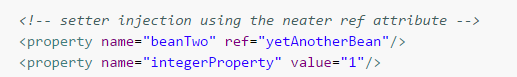 <!-- setter injection using the neater ref attribute -->
<property name="beanTwo" ref="yetAnotherBean"/>
<property name="integerProperty" value="1"/>